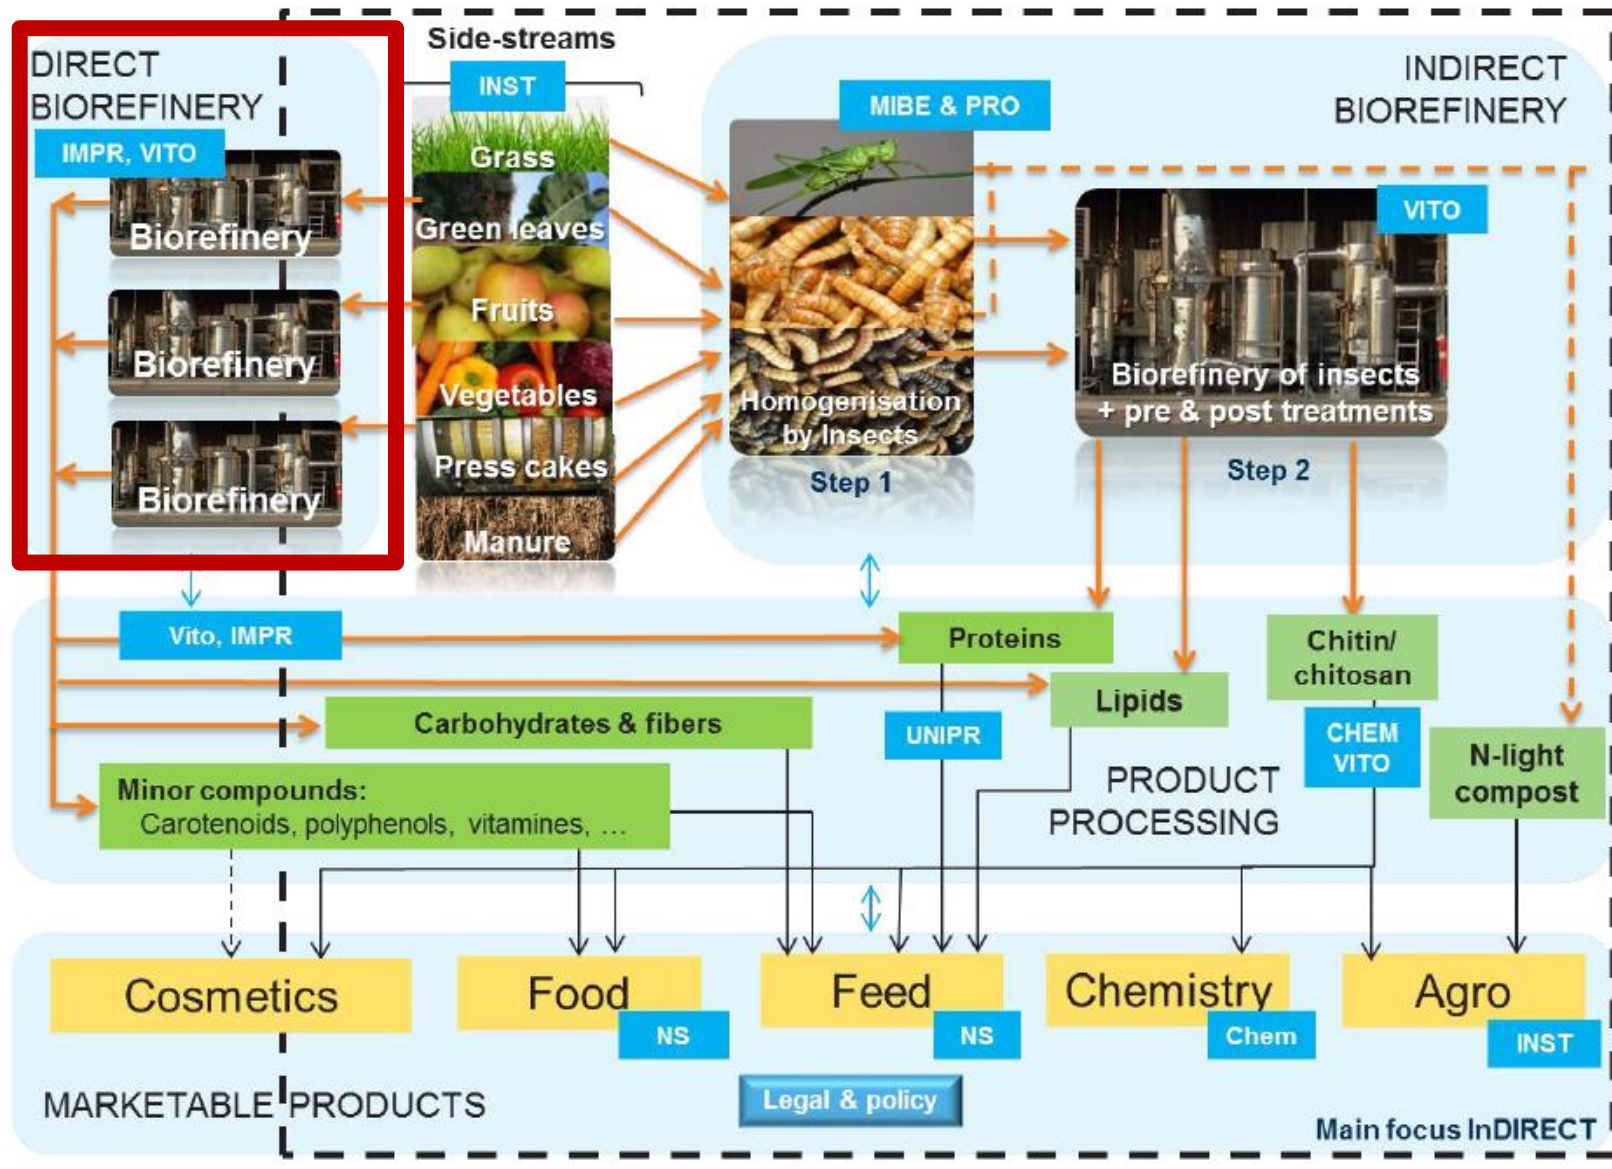 DIRECT
BIOREFINERY
IMPR, VITO
Biorefinery
Biorefinery
Biorefinery
Side-streams
INST
Grass
Green leaves
Fruits
Vegetables
Press cakes
Manure
INDIRECT
BIOREFINERY
MIBE & PRO
Homogenisation
by Insects
Step 1
VITO
Biorefinery of insects
+ pre & post treatments
Step 2
Vito, IMPR
Proteins
Lipids
Chitin/
chitosan
Carbohydrates & fibers
UNIPR
CHEM
VITO
N-light
compost
Minor compounds:
Carotenoids, polyphenols, vitamines, ...
PRODUCT
PROCESSING
Cosmetics
Food
NS
Feed
NS
Chemistry
Chem
Agro
INST
MARKETABLE PRODUCTS
Legal & policy
Main focus InDIRECT